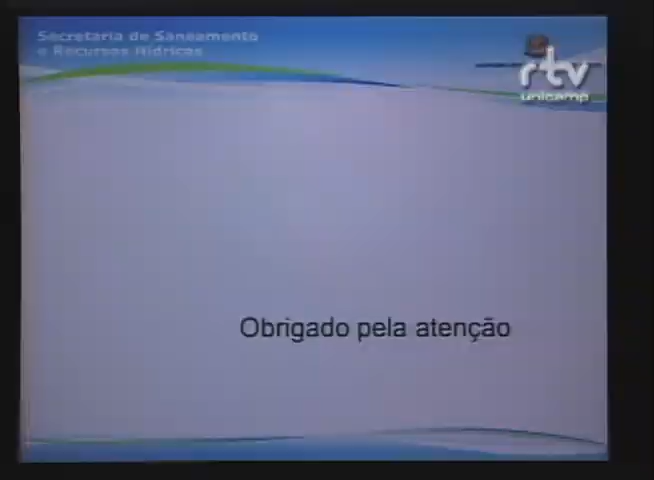 Secretaria de Saneamento
e Recursos Hídricos
rtv
unicamp
Obrigado pela atenção